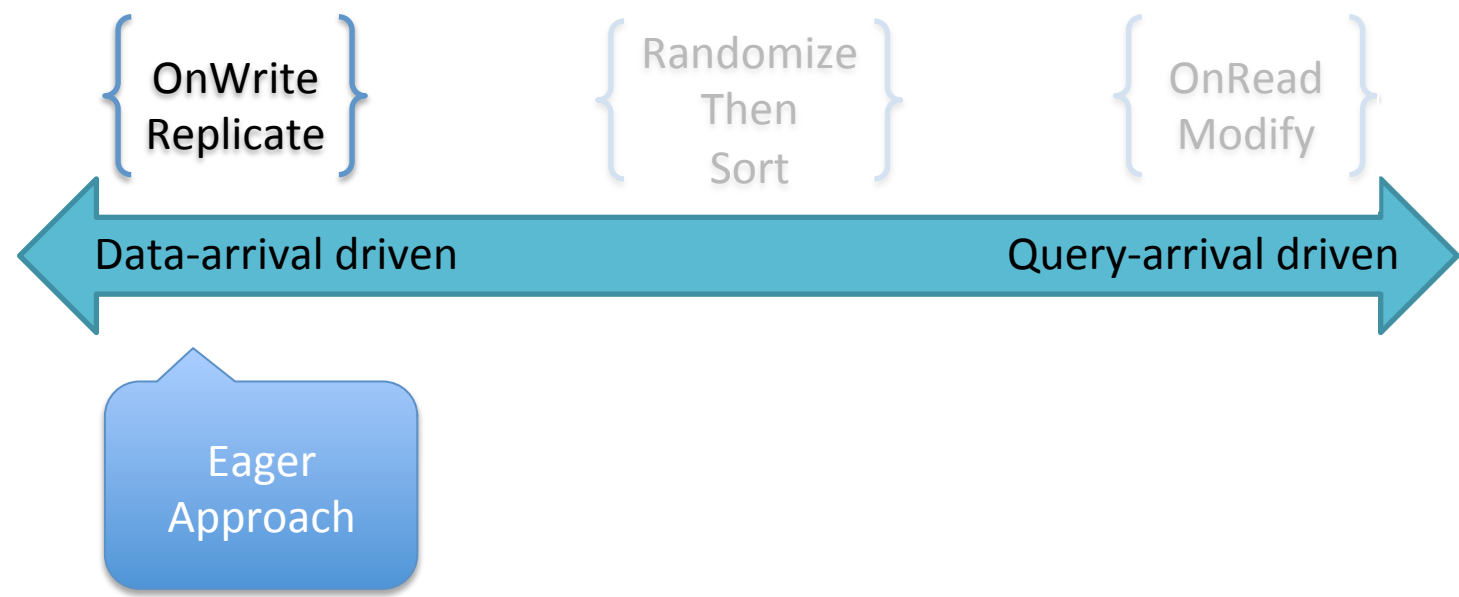 OnWrite
Replicate
Randomize
Then
Sort
OnRead
Modify
Data-arrival driven
Query-arrival driven
Eager
Approach